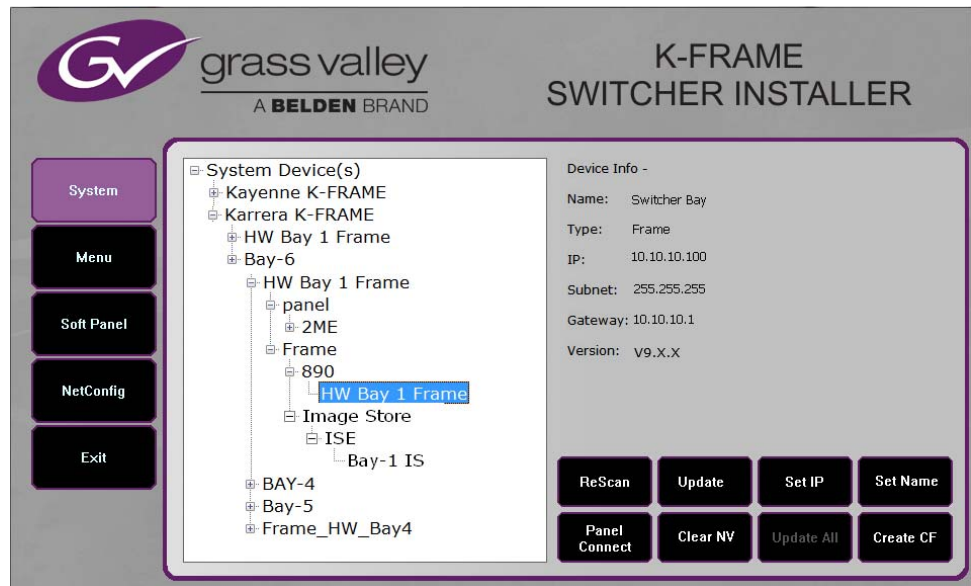 GV
grass valley
A BELDEN BRAND
K-FRAME
SWITCHER INSTALLER
System
Menu
Soft Panel
NetConfig
Exit
System Device(s)
Kayenne K-FRAME
Karrera K-FRAME
HW Bay 1 Frame
Bay-6
HW Bay 1 Frame
panel
2ME
Frame
890
HW Bay 1 Frame
Image Store
ISE
Bay-1 IS
BAY-4
Bay-5
Frame_HW_Bay4
Device Info -
Name: Switcher Bay
Type: Frame
IP: 10.10.10.100
Subnet: 255.255.255
Gateway: 10.10.10.1
Version: V9.X.X
ReScan
Update
Set IP
Set Name
Panel
Connect
Clear NV
Update All
Create CF